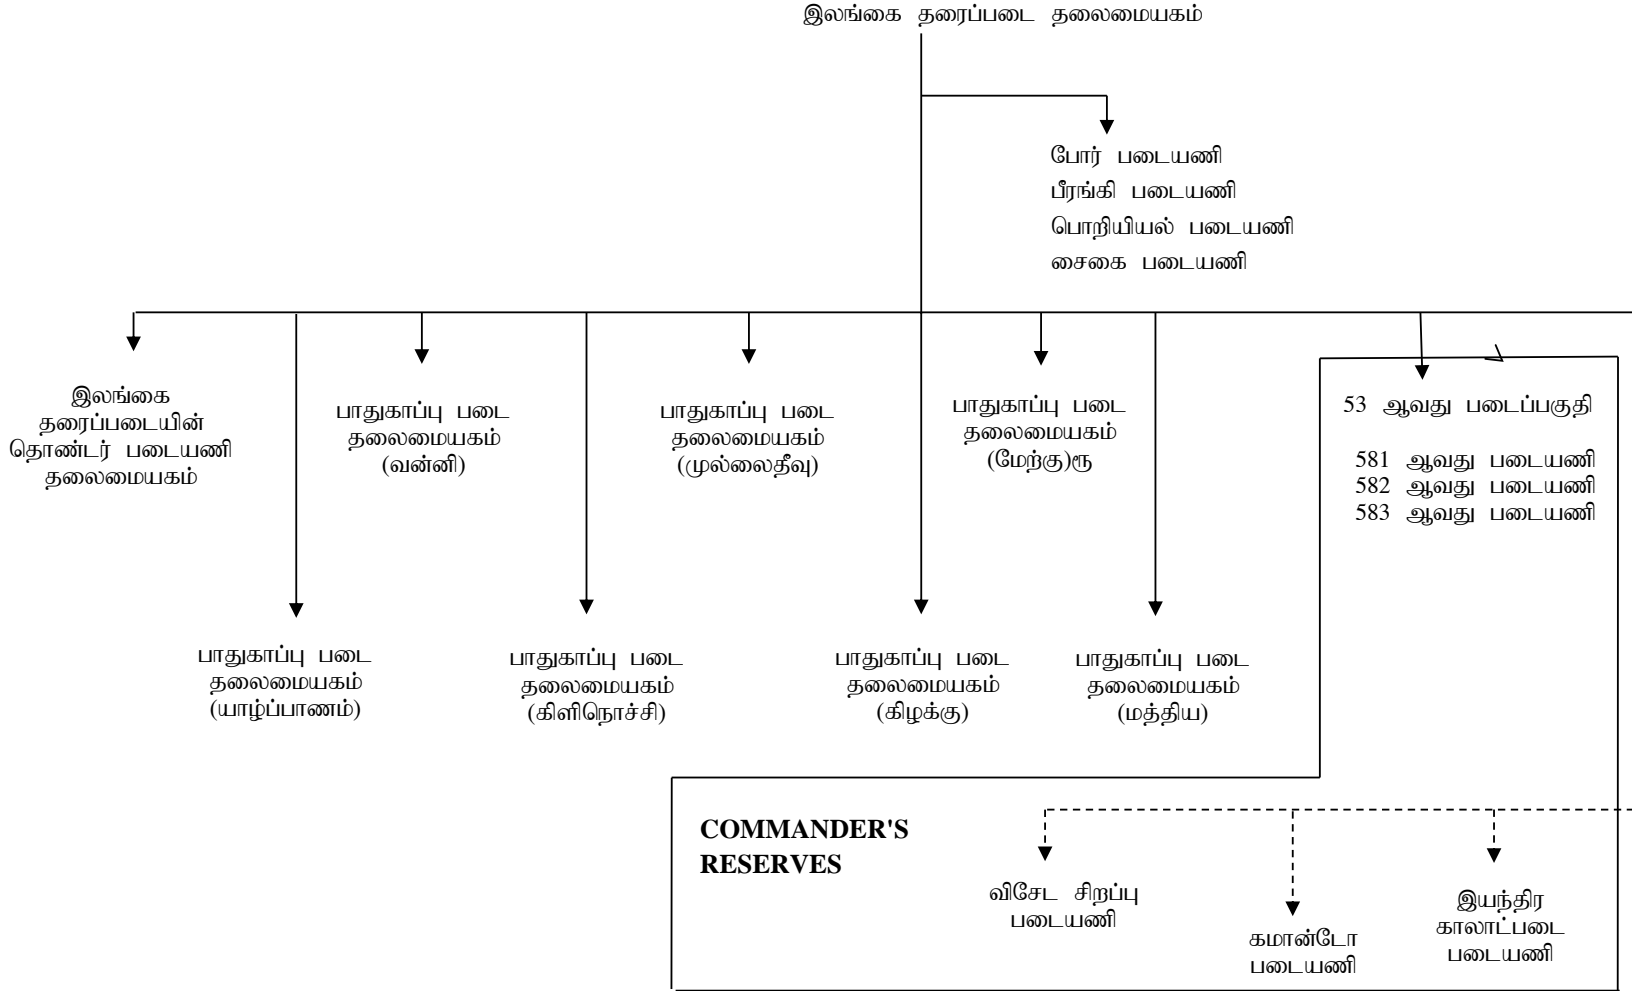 இலங்கை தரைப்படை தலைமையகம்
போர் படையணி
பீரங்கி படையணி
பொறியியல் படையணி
சைகை படையணி
இலங்கை
தரைப்படையின்
தொண்டர் படையணி
தலைமையகம்
பாதுகாப்பு படை
தலைமையகம்
(வன்னி)
பாதுகாப்பு படை
தலைமையகம்
(முல்லைதீவு)
பாதுகாப்பு படை
தலைமையகம்
(மேற்கு)ரூ
53 ஆவது படைப்பகுதி
581 ஆவது படையணி
582 ஆவது படையணி
583 ஆவது படையணி
பாதுகாப்பு படை
தலைமையகம்
(யாழ்ப்பாணம்)
பாதுகாப்பு படை
தலைமையகம்
(கிளிநொச்சி)
பாதுகாப்பு படை
தலைமையகம்
(கிழக்கு)
பாதுகாப்பு படை
தலைமையகம்
(மத்திய)
COMMANDER'S
RESERVES
விசேட சிறப்பு
படையணி
கமான்டோ
படையணி
இயந்திர
காலாட்படை
படையணி